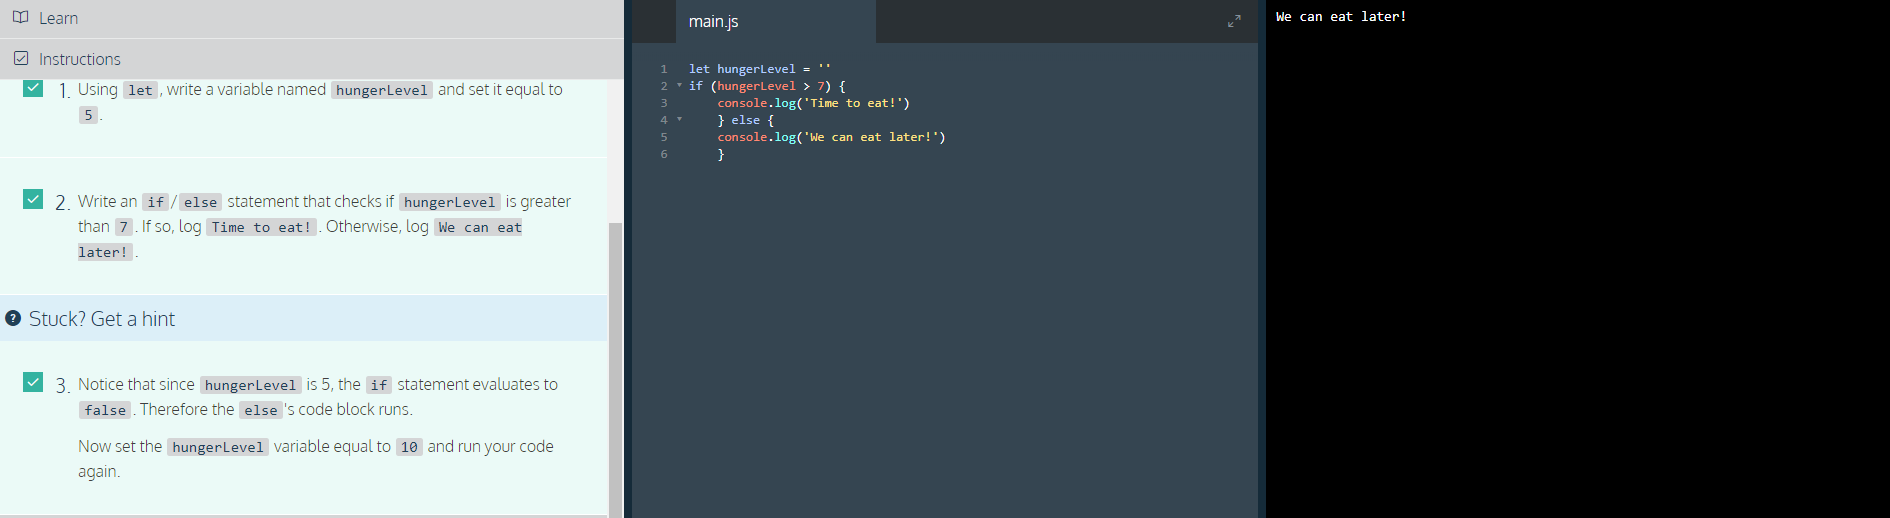 Learn
Instructions
1. Using let, write a variable named hungerLevel and set it equal to
5.
2. Write an if/else statement that checks if hungerLevel is greater
than 7. If so, log Time to eat!. Otherwise, log We can eat
later!.
? Stuck? Get a hint
3. Notice that since hungerLevel is 5, the if statement evaluates to
false. Therefore the else's code block runs.
Now set the hungerLevel variable equal to 10 and run your code
again.
main.js
1 let hungerLevel = ''
2 if (hungerLevel > 7) {
3 console.log('Time to eat!')
4 } else {
5 console.log('We can eat later!')
6 }
We can eat later!